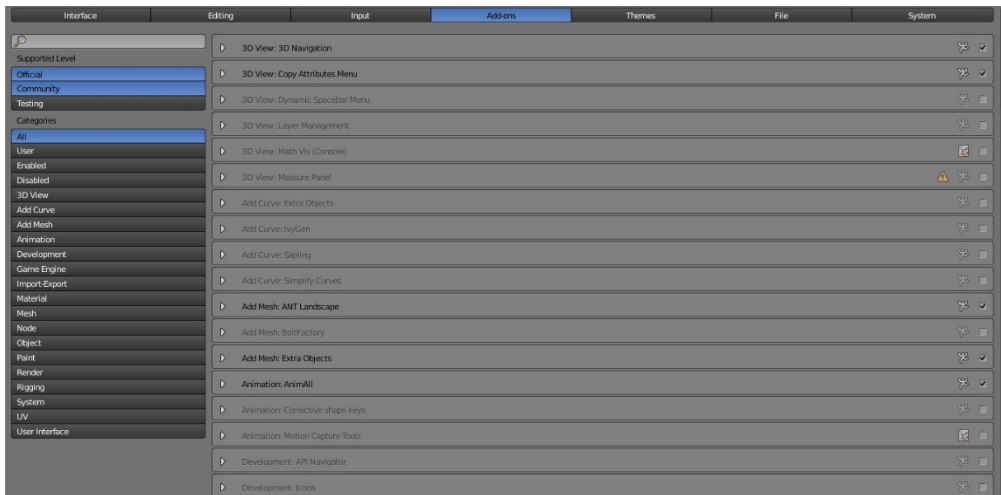 Interface Editing Input Add-ons Themes File System
Supported Level
Official
Community
Testing
Categories
All
User
Enabled
Disabled
3D View
Add Curve
Add Mesh
Animation
Development
Game Engine
Import-Export
Material
Mesh
Node
Object
Paint
Render
Rigging
System
UV
User Interface
3D View: 3D Navigation
3D View: Copy Attributes Menu
3D View: Dynamic Spacebar Menu
3D View: Layer Management
3D View: Math Vis (Console)
3D View: Measure Panel
Add Curve: Extra Objects
Add Curve: IvyGen
Add Curve: Sapling
Add Curve: Simplify Curves
Add Mesh: ANT Landscape
Add Mesh: BoltFactory
Add Mesh: Extra Objects
Animation: AnimAll
Animation: Corrective shape keys
Animation: Motion Capture Tools
Development: API Navigator
Development: Icons